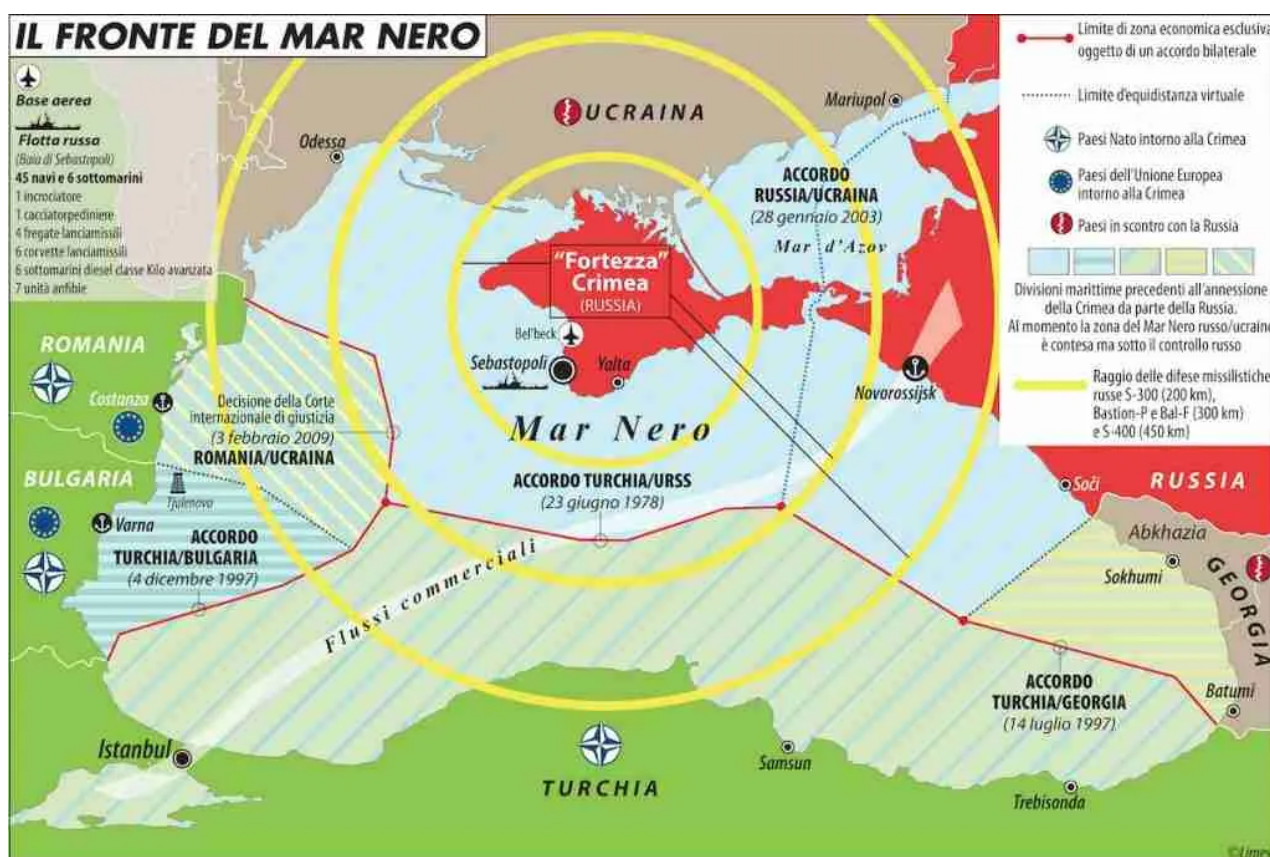 IL FRONTE DEL MAR NERO
Base aerea
Flotta russa
(Baia di Sebastopoli)
45 navi e 6 sottomarini
1 incrociatore
1 cacciatorpediniere
4 fregate lanciamissili
6 corvette lanciamissili
6 sottomarini diesel classe Kilo avanzata
7 unità anfibie
Limite di zona economica esclusiva
oggetto di un accordo bilaterale
Limite d'equidistanza virtuale
Paesi Nato intorno alla Crimea
Paesi dell'Unione Europea
intorno alla Crimea
Paesi in scontro con la Russia
Divisioni marittime precedenti all'annessione
della Crimea da parte della Russia.
Al momento la zona del Mar Nero russo/ucraino
è contesa ma sotto il controllo russo
Raggio delle difese missilistiche
russe S-300 (200 km),
Bastion-P e Bal-F (300 km)
e S-400 (450 km)
UCRAINA
Mariupol
Odessa
ACCORDO
RUSSIA/UCRAINA
(28 gennaio 2003)
Mar d'Azov
"Fortezza"
Crimea
(RUSSIA)
Bel'beck
Sebastopoli
Yalta
Novorossijsk
ROMANIA
Costanza
Decisione della Corte
internazionale di giustizia
(3 febbraio 2009)
ROMANIA/UCRAINA
Mar Nero
BULGARIA
Tjulenovo
Varna
ACCORDO
TURCHIA/BULGARIA
(4 dicembre 1997)
ACCORDO TURCHIA/URSS
(23 giugno 1978)
Flussi commerciali
Soči
RUSSIA
Abkhazia
Sokhumi
GEORGIA
ACCORDO
TURCHIA/GEORGIA
(14 luglio 1997)
Batumi
Istanbul
TURCHIA
Samsun
Trebisonda
©Limes